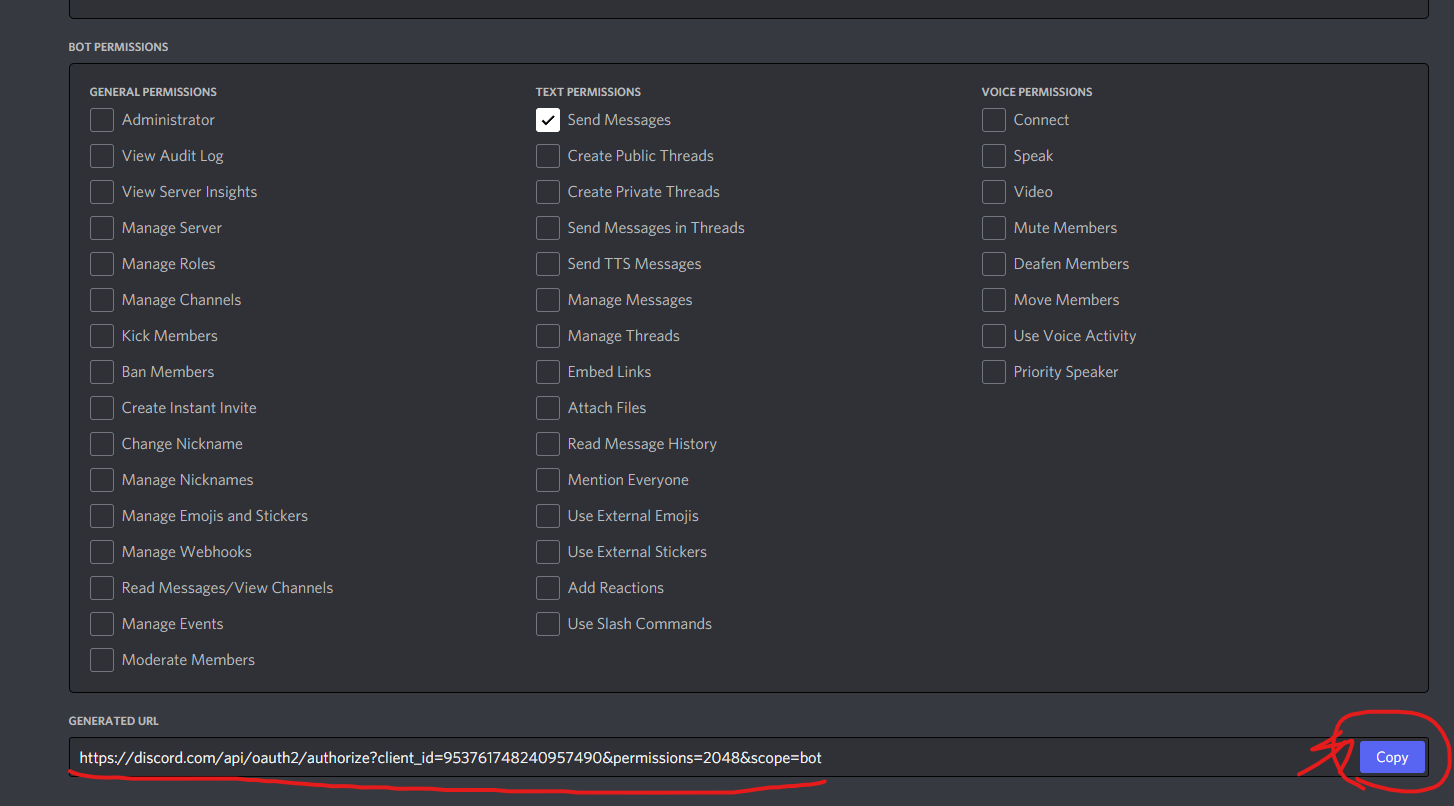 BOT PERMISSIONS
GENERAL PERMISSIONS
Administrator
View Audit Log
View Server Insights
Manage Server
Manage Roles
Manage Channels
Kick Members
Ban Members
Create Instant Invite
Change Nickname
Manage Nicknames
Manage Emojis and Stickers
Manage Webhooks
Read Messages/View Channels
Manage Events
Moderate Members
TEXT PERMISSIONS
Send Messages
Create Public Threads
Create Private Threads
Send Messages in Threads
Send TTS Messages
Manage Messages
Manage Threads
Embed Links
Attach Files
Read Message History
Mention Everyone
Use External Emojis
Use External Stickers
Add Reactions
Use Slash Commands
VOICE PERMISSIONS
Connect
Speak
Video
Mute Members
Deafen Members
Move Members
Use Voice Activity
Priority Speaker
GENERATED URL
https://discord.com/api/oauth2/authorize?client_id=953761748240957490&permissions=2048&scope=bot
Copy